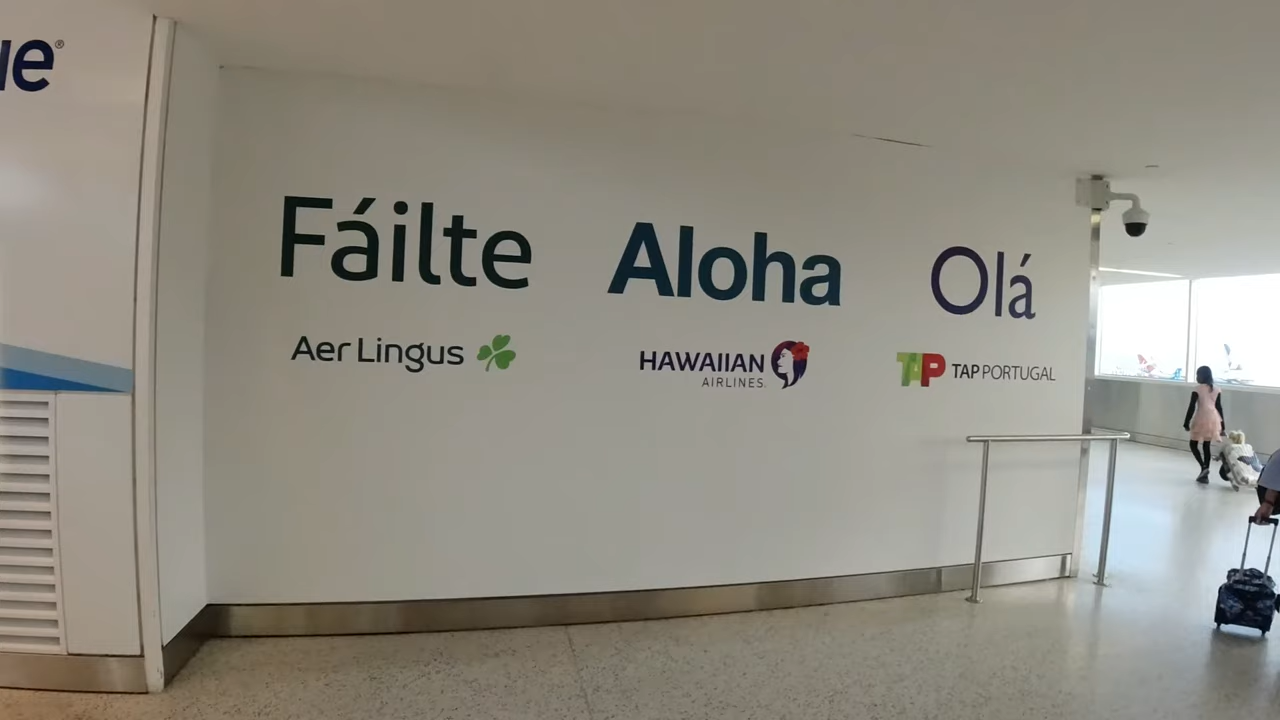 Fáilte
Aloha
Olá
Aer Lingus
HAWAIIAN
AIRLINES.
TAP
TAP PORTUGAL